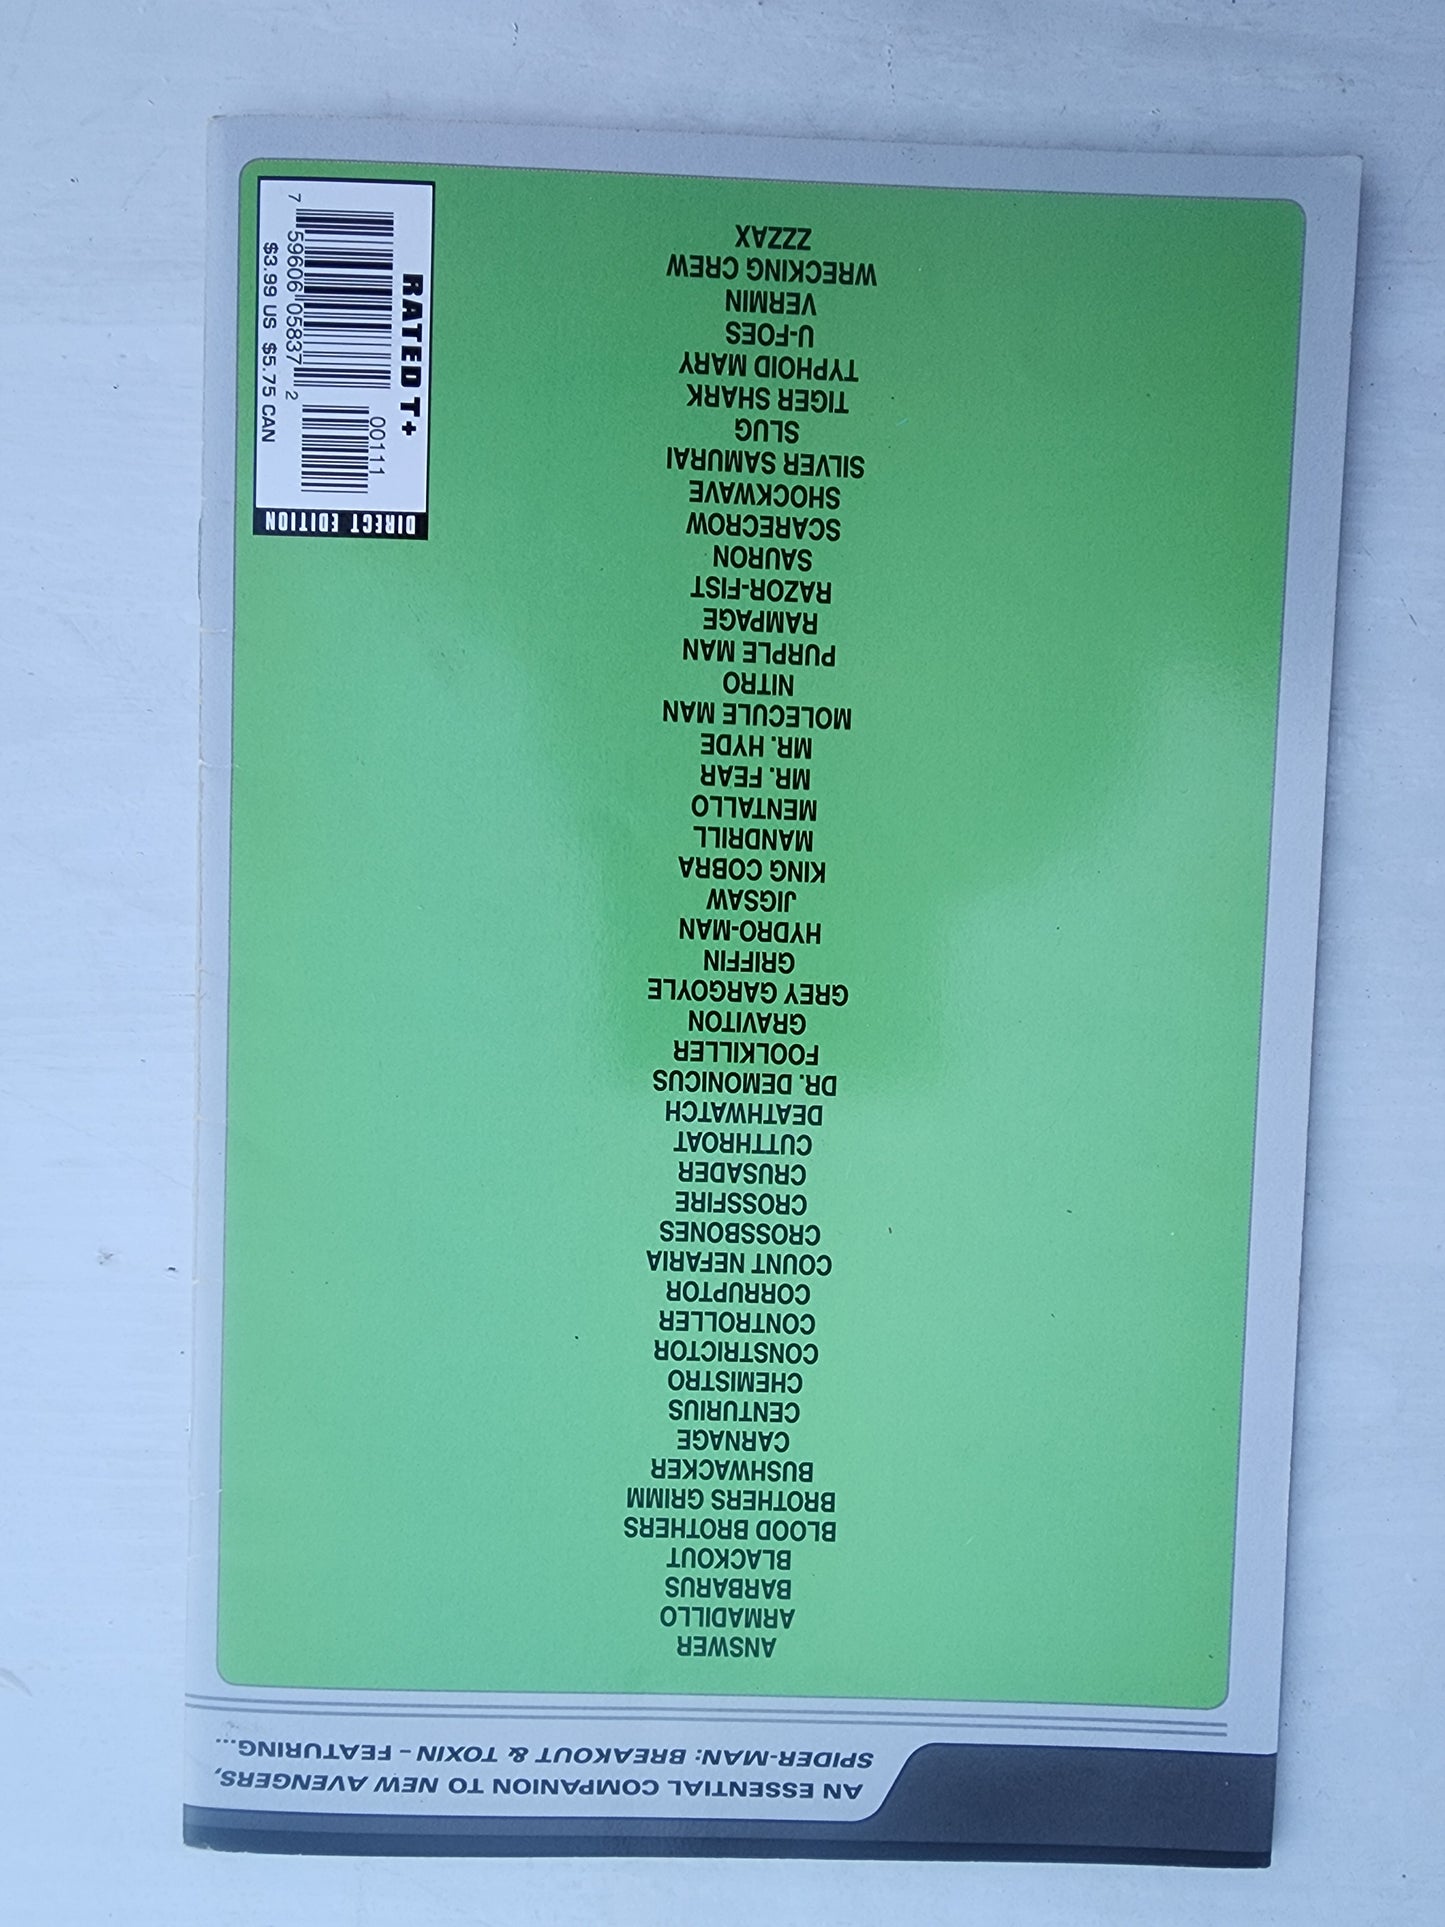 AN ESSENTIAL COMPANION TO NEW AVENGERS,
SPIDER-MAN: BREAKOUT & TOXIN – FEATURING...
ANSWER
ARMADILLO
BARBARUS
BLACKOUT
BLOOD BROTHERS
BROTHERS GRIMM
BUSHWACKER
CARNAGE
CENTURIUS
CHEMISTRO
CONSTRICTOR
CONTROLLER
CORRUPTOR
COUNT NEFARIA
CROSSBONES
CROSSFIRE
CRUSADER
CUTTHROAT
DEATHWATCH
DR. DEMONICUS
FOOLKILLER
GRAVITON
GREY GARGOYLE
GRIFFIN
HYDRO-MAN
JIGSAW
KING COBRA
MANDRILL
MENTALLO
MR. FEAR
MR. HYDE
MOLECULE MAN
NITRO
PURPLE MAN
RAMPAGE
RAZOR-FIST
SAURON
SCARECROW
SHOCKWAVE
SILVER SAMURAI
SLUG
TIGER SHARK
TYPHOID MARY
U-FOES
VERMIN
WRECKING CREW
ZZZAX
DIRECT EDITION
RATED T+
00111
7 59606 05837 2
$3.99 US $5.75 CAN